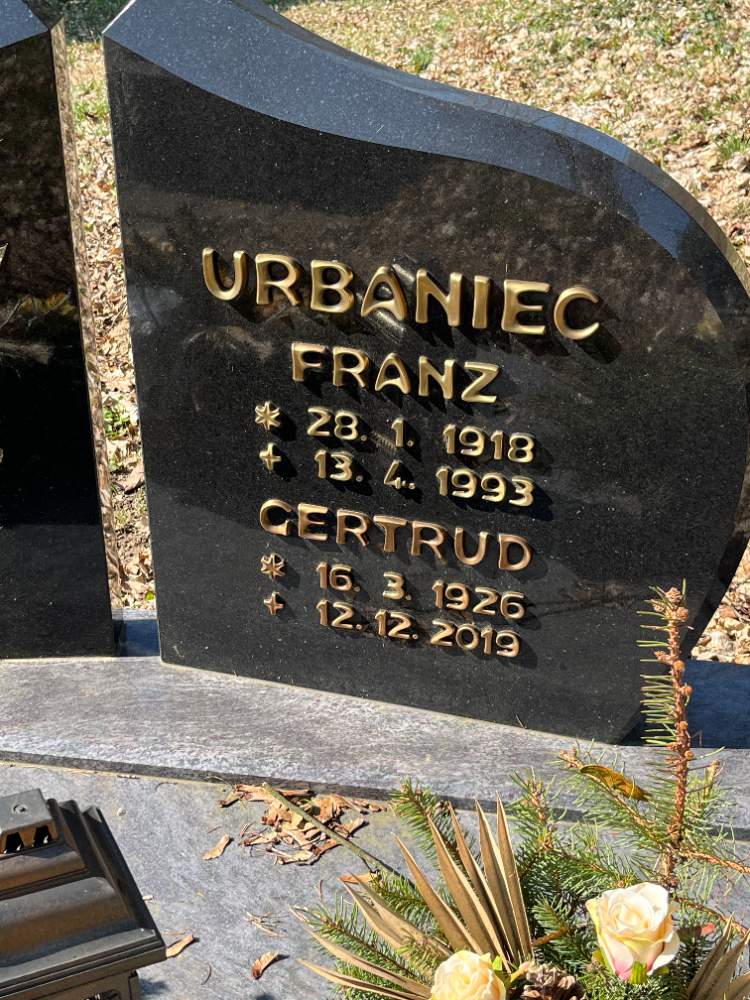 URBANIEC
FRANZ
* 28. 1. 1918
+ 13. 4. 1993
GERTRUD
* 16. 3. 1926
+ 12. 12. 2019